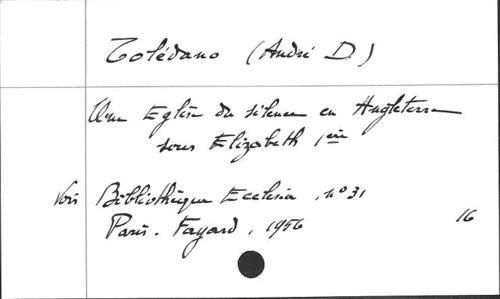 Tolédano (André D.)
Une Eglise du silence en Angleterre
sous Elizabeth 1ère
Voir Bibliothèque Ecclesia, n° 31
Paris. Fayard, 1956
16